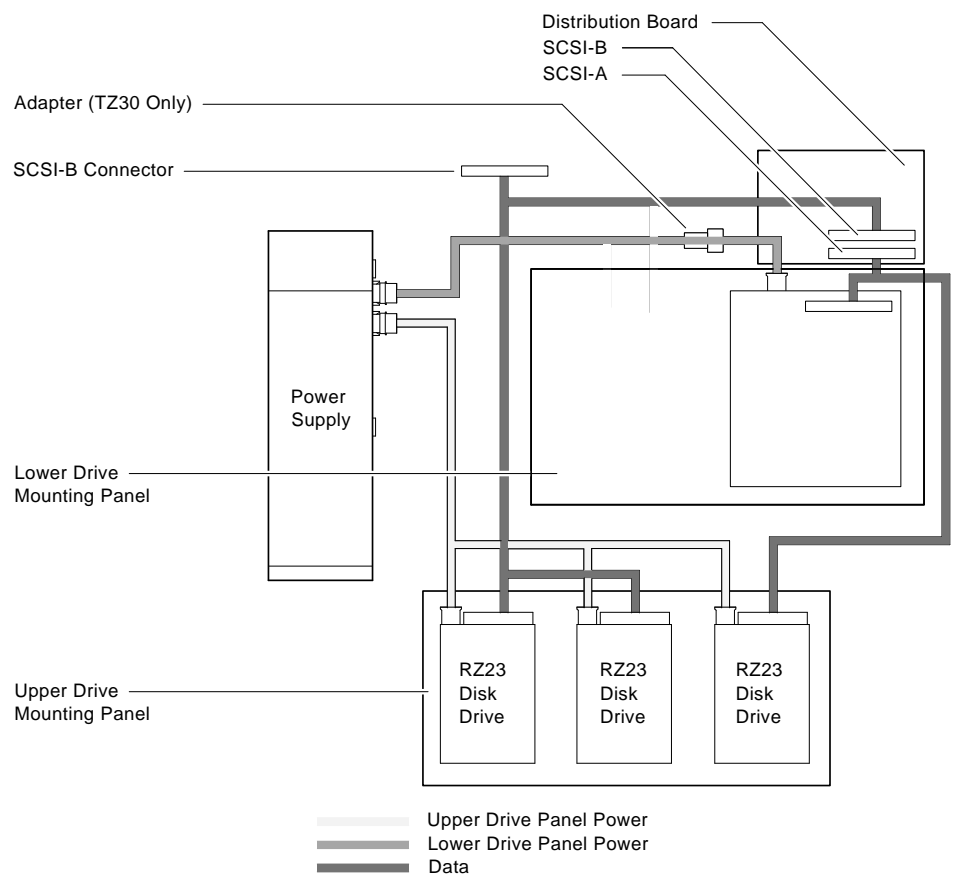 Distribution Board
SCSI-B
SCSI-A
Adapter (TZ30 Only)
SCSI-B Connector
Power
Supply
Lower Drive
Mounting Panel
RZ23
Disk
Drive
RZ23
Disk
Drive
RZ23
Disk
Drive
Upper Drive
Mounting Panel
Upper Drive Panel Power
Lower Drive Panel Power
Data